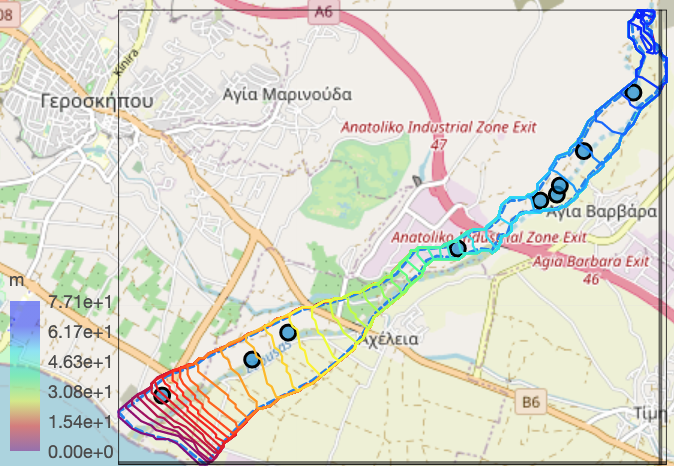 08
A6
Kinira
Γεροσκήπου
Αγία Μαρινούδα
Anatoliko Industrial Zone Exit
47
Αγία Βαρβάρα
Anatoliko Industrial Zone Exit
Agia Barbara Exit
46
m
7.71e+1
6.17e+1
4.63e+1
3.08e+1
1.54e+1
0.00e+0
Αχέλεια
B6
Τίμη